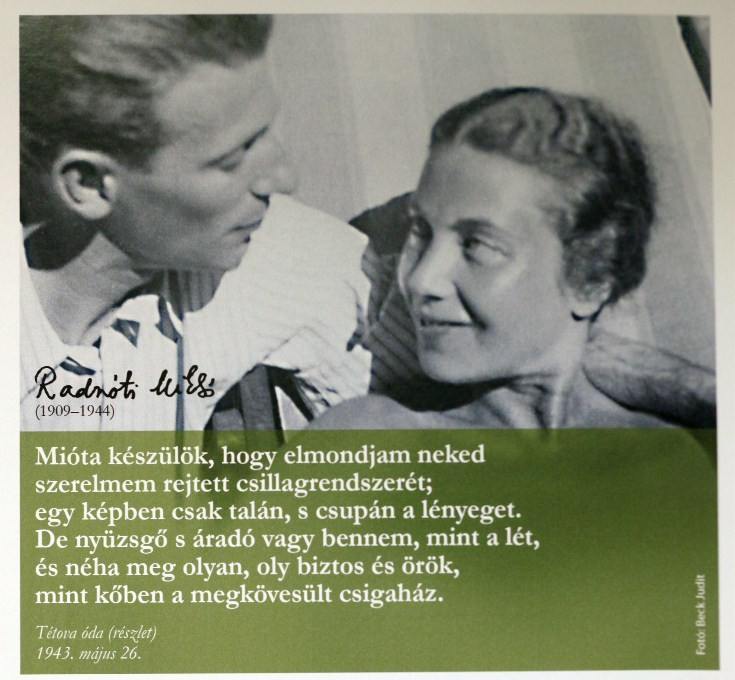 Radnóti Miklós
(1909–1944)
Mióta készülök, hogy elmondjam neked
szerelmem rejtett csillagrendszerét;
egy képben csak talán, s csupán a lényeget.
De nyüzsgő s áradó vagy bennem, mint a lét,
és néha meg olyan, oly biztos és örök,
mint kőben a megkövesült csigaház.
Tétova óda (részlet)
1943. május 26.
Fotó: Beck Judit